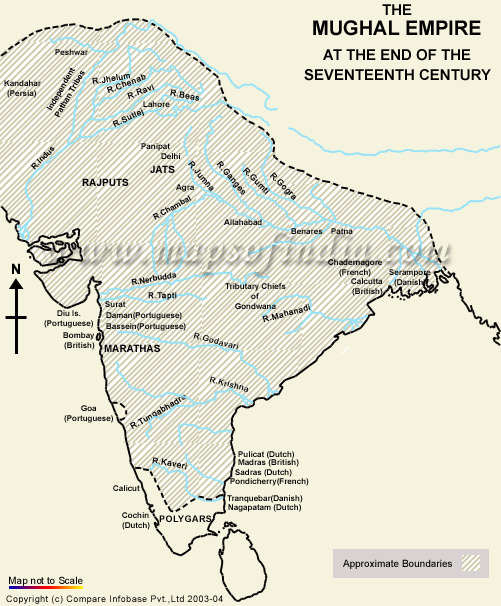 THE
MUGHAL EMPIRE
AT THE END OF THE
SEVENTEENTH CENTURY
Peshwar
Kandahar
(Persia)
Independent
Pathan Tribes
R.Jhelum
R.Chenab
R.Ravi
R.Beas
Lahore
R.Sutlej
R.Indus
Panipat
Delhi
JATS
RAJPUTS
Agra
R.Jumna
R.Ganges
R.Gumti
R.Gogra
R.Chambal
Allahabad
Benares
Patna
www.mapsofindia.com
Chadernagore
(French)
Calcutta
(British)
Serampore
(Danish)
N
R.Nerbudda
R.Tapti
Tributary Chiefs
of
Gondwana
R.Mahanadi
Surat
Daman(Portuguese)
Bassein(Portuguese)
Diu Is.
(Portuguese)
Bombay
(British)
MARATHAS
R.Godavari
R.Krishna
R.Tungabhadre
Goa
(Portuguese)
R.Kaveri
Pulicat (Dutch)
Madras (British)
Sadras (Dutch)
Pondicherry(French)
Calicut
Tranquebar(Danish)
Nagapatam (Dutch)
Cochin
(Dutch)
POLYGARS
Approximate Boundaries
Map not to Scale
Copyright (c) Compare Infobase Pvt.,Ltd 2003-04